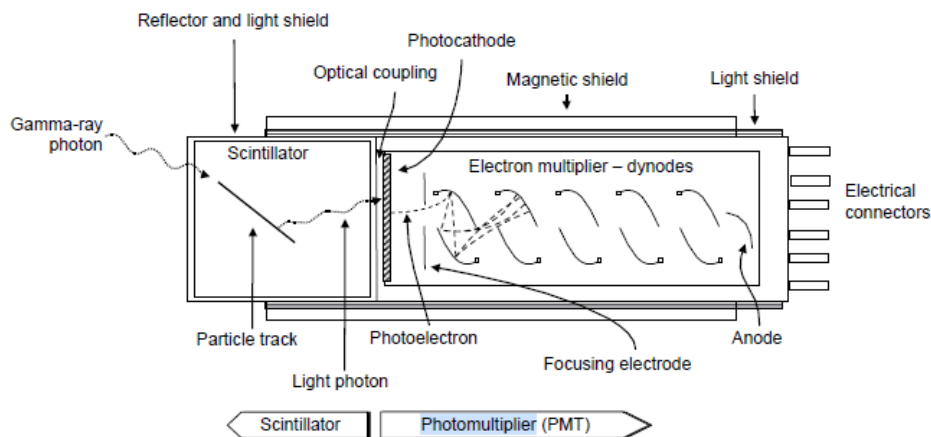 Reflector and light shield
Photocathode
Optical coupling
Magnetic shield
Light shield
Gamma-ray
photon
Scintillator
Electron multiplier – dynodes
Electrical
connectors
Particle track
Photoelectron
Anode
Focusing electrode
Light photon
Scintillator
Photomultiplier (PMT)